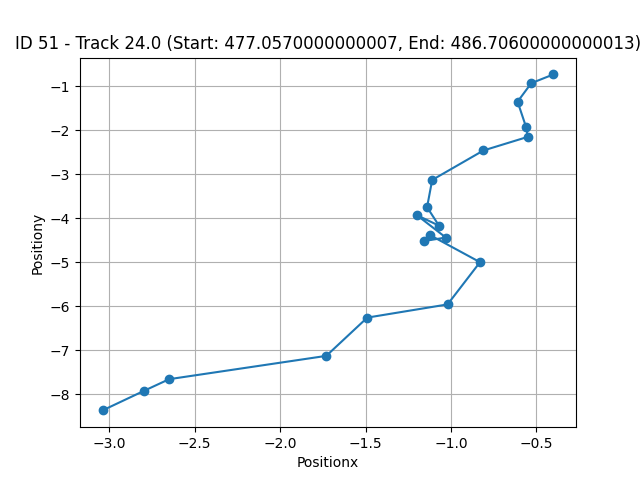 ID 51 - Track 24.0 (Start: 477.0570000000007, End: 486.70600000000013)
−1
−2
−3
−4
−5
−6
−7
−8
Positiony
−3.0 −2.5 −2.0 −1.5 −1.0 −0.5
Positionx